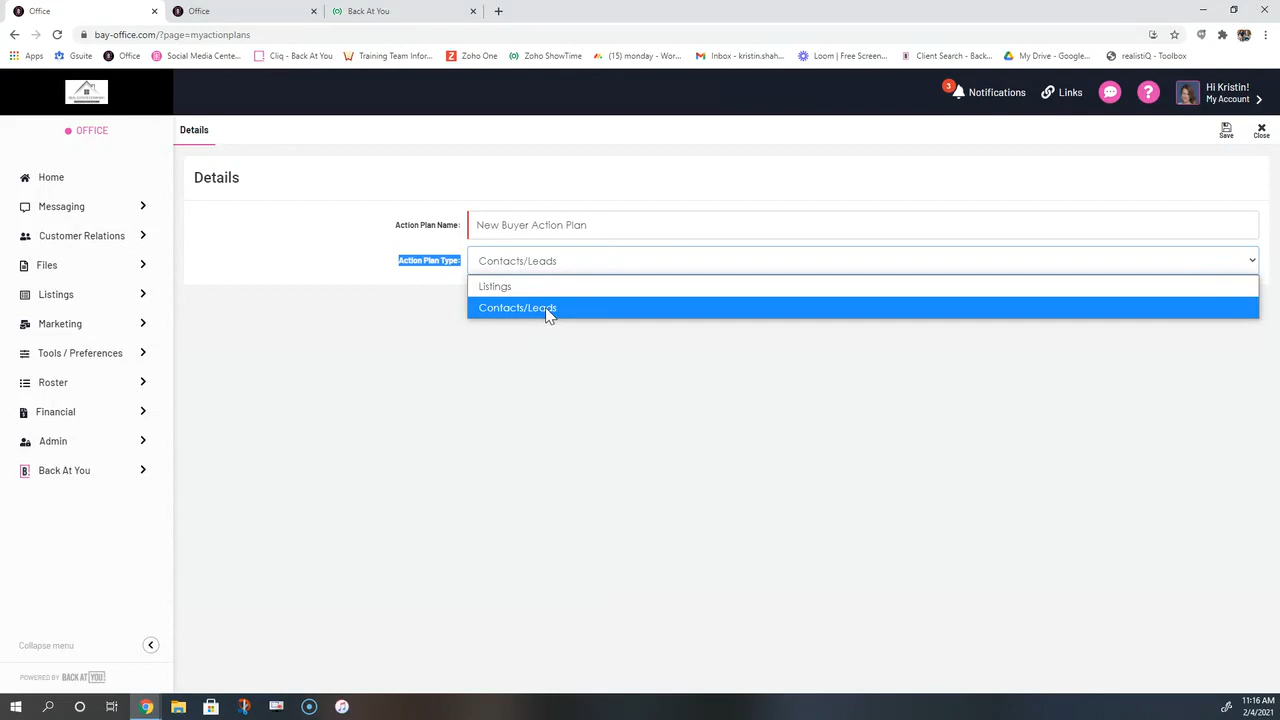 Office
Office
Back At You
bay-office.com/?page=myactionplans
Apps
Gsuite
Office
Social Media Cente...
Cliq - Back At You
Training Team Infor...
Zoho One
Zoho ShowTime
(15) monday - Wor...
Inbox - kristin.shah...
Loom | Free Screen...
Client Search - Back...
My Drive - Google...
realistiQ - Toolbox
3
Notifications
Links
Hi Kristin!
My Account
OFFICE
Details
Save
Close
Home
Messaging
Customer Relations
Files
Listings
Marketing
Tools / Preferences
Roster
Financial
Admin
Back At You
Details
Action Plan Name:
New Buyer Action Plan
Action Plan Type:
Contacts/Leads
Listings
Contacts/Leads
Collapse menu
POWERED BY BACK AT YOU!
11:16 AM
2/4/2021